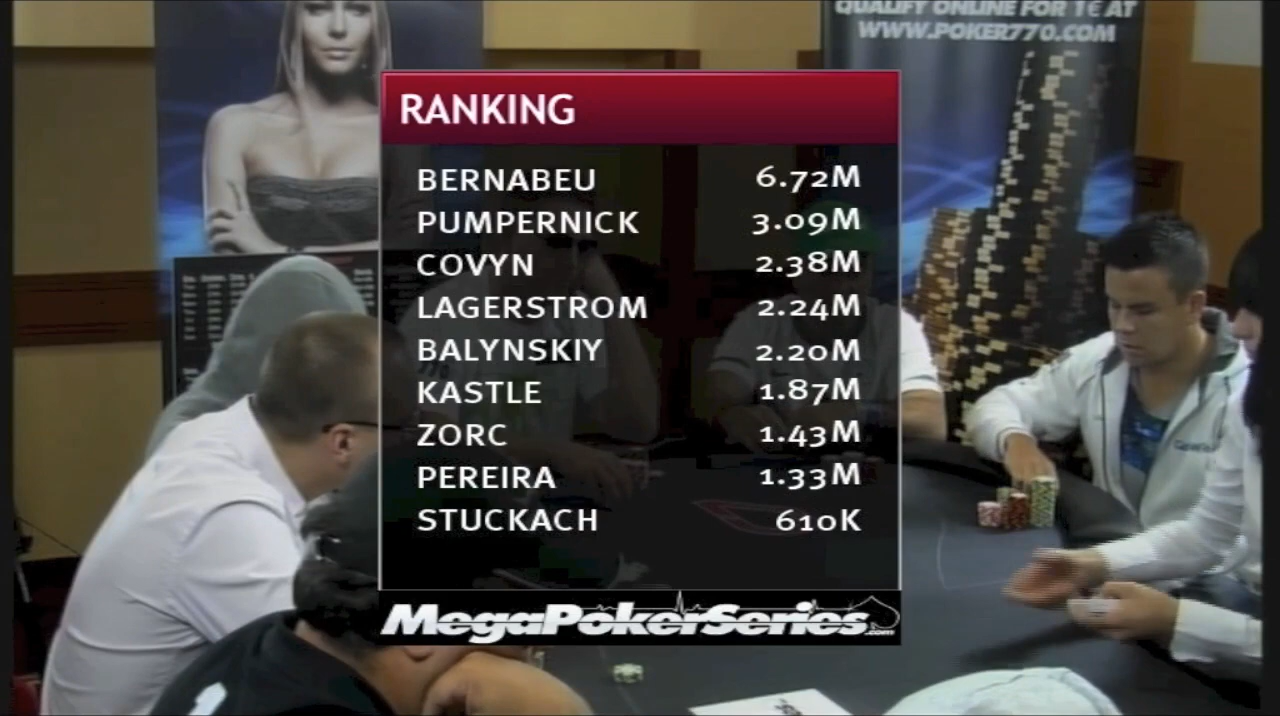 QUALIFY ONLINE FOR 1€ AT
WWW.POKER770.COM
RANKING
BERNABEU 6.72M
PUMPERNICK 3.09M
COVYN 2.38M
LAGERSTROM 2.24M
BALYNSKIY 2.20M
KASTLE 1.87M
ZORC 1.43M
PEREIRA 1.33M
STUCKACH 610K
MegaPokerSeries.com